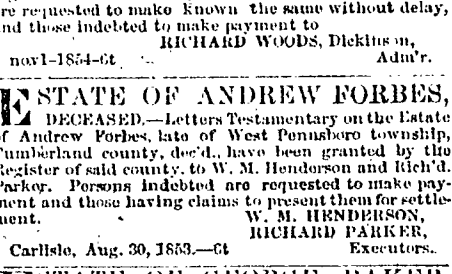 re requested to make known the same without delay,
and those indebted to make payment to
RICHARD WOODS, Dickinson,
nov1-1854-6t Adm'r.
ESTATE OF ANDREW FORBES,
DECEASED.—Letters Testamentary on the Estate
of Andrew Forbes, late of West Pennsboro township,
Cumberland county, dec'd., have been granted by the
Register of said county, to W. M. Henderson and Rich'd.
Parker. Persons indebted are requested to make pay-
ment and those having claims to present them for settle-
ment. W. M. HENDERSON,
RICHARD PARKER,
Carlisle, Aug. 30, 1853.—6t Executors.